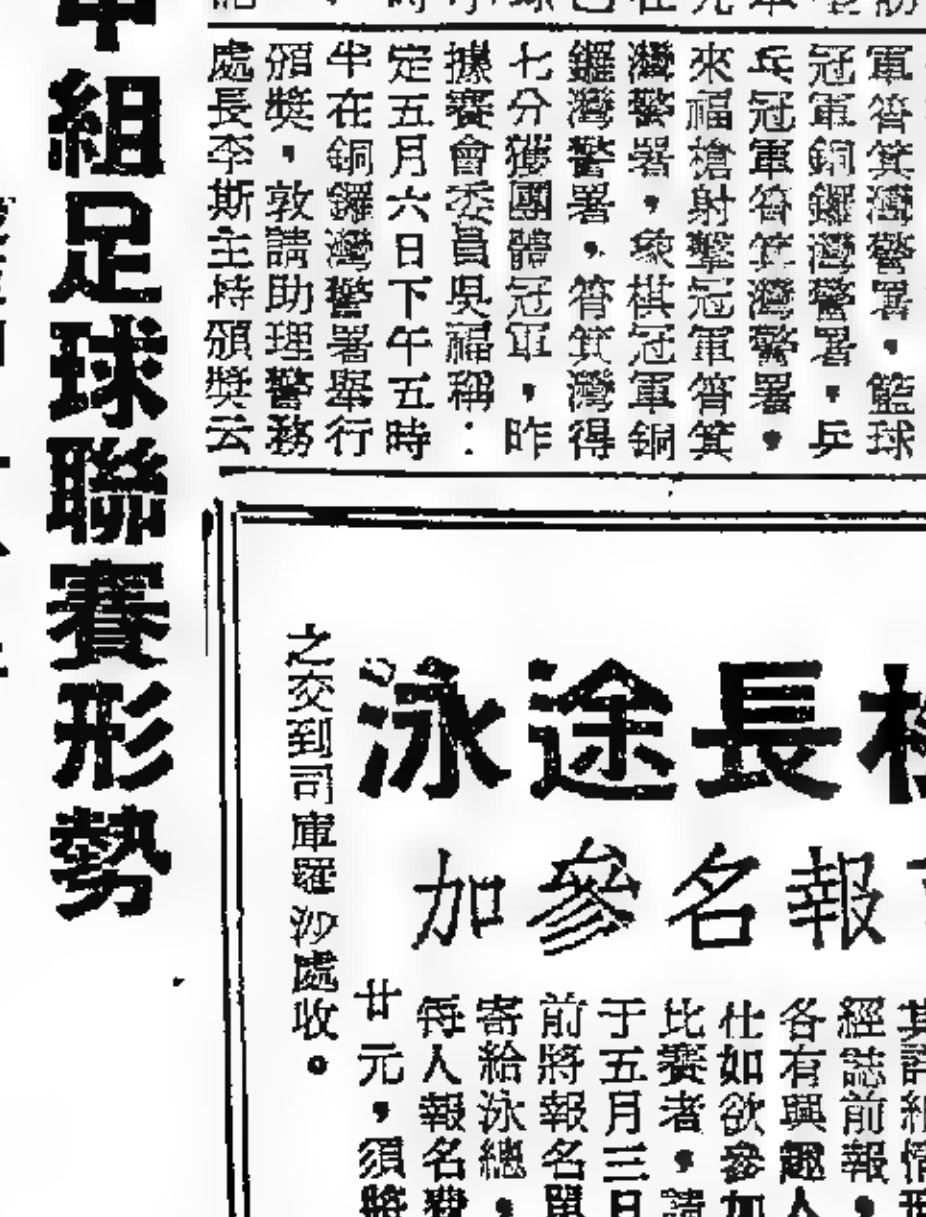 軍筲箕灣警署，籃球
冠軍銅鑼灣警署，乒
乓冠軍筲箕灣警署，
來福槍射擊冠軍筲箕
灣警署，象棋冠軍銅
鑼灣警署，筲箕灣得
七分獲團體冠軍，昨
據賽會委員吳福稱：
定五月六日下午五時
半在銅鑼灣警署舉行
頒獎，敦請助理警務
處長李斯主持頒獎云
長途泳
報名參加
經誌前報，
各有興趣人
仕如欲參加
比賽者，請
于五月三日
前將報名單
寄給泳總，
每人報名費
廿元，須將
之交到司庫羅沙處收。
組足球聯賽形勢